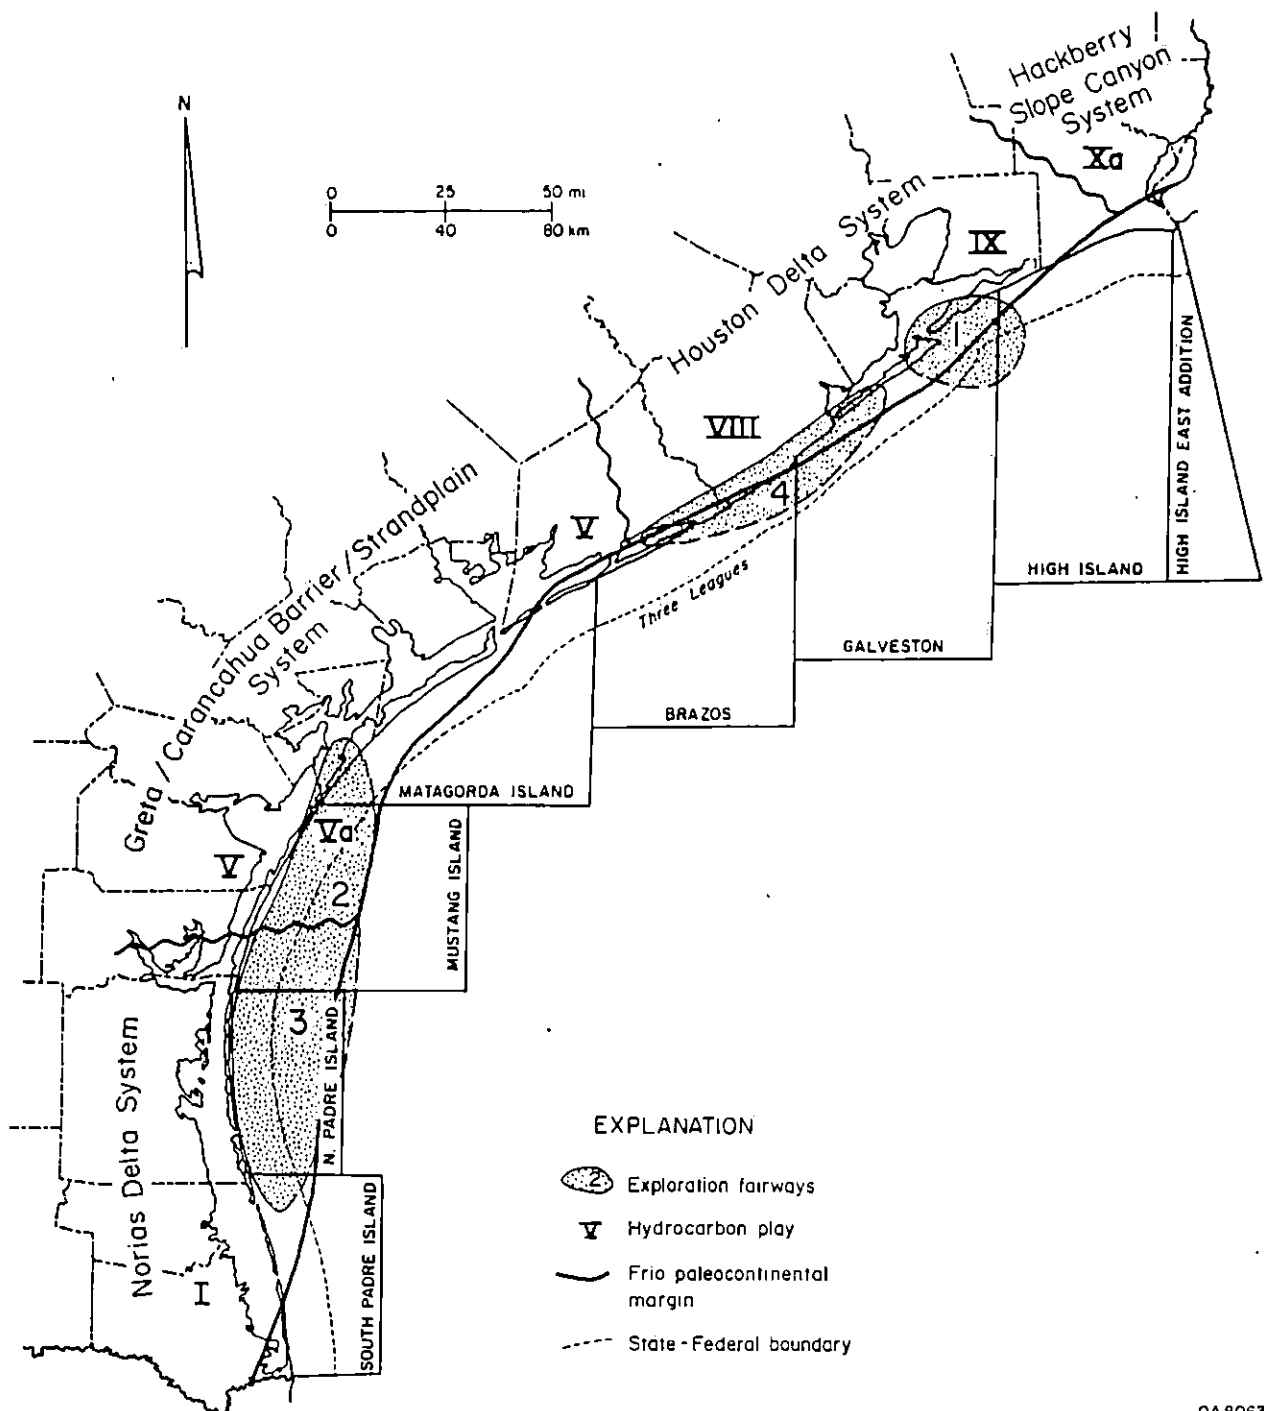 Hackberry
Slope Canyon
System
Xa
N
0 25 50 mi
0 40 80 km
Houston Delta System
IX
1
VIII
4
HIGH ISLAND EAST ADDITION
HIGH ISLAND
V
Three Leagues
GALVESTON
BRAZOS
Greta / Carancahua Barrier / Strandplain
System
MATAGORDA ISLAND
Va
V
2
MUSTANG ISLAND
3
N. PADRE ISLAND
Norias Delta System
I
SOUTH PADRE ISLAND
EXPLANATION
2 Exploration fairways
V Hydrocarbon play
Frio paleocontinental
margin
State-Federal boundary